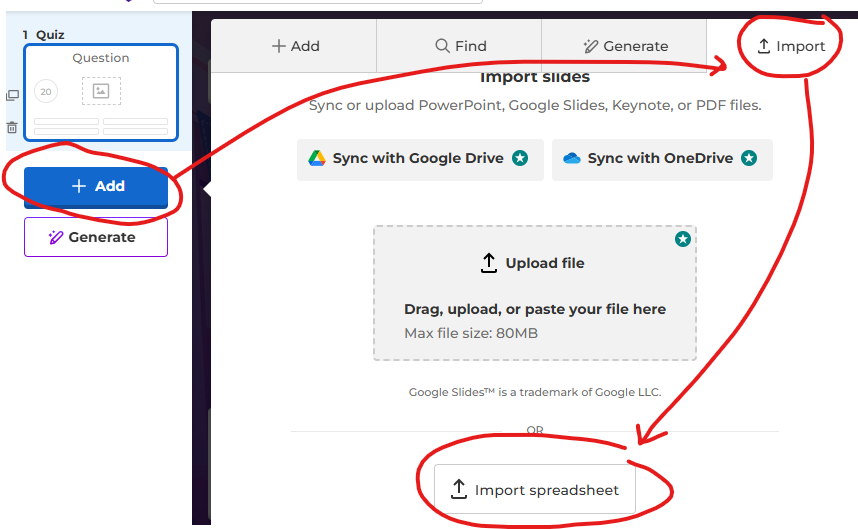 1 Quiz
Question
20
Add
Generate
Add
Find
Generate
Import
Import slides
Sync or upload PowerPoint, Google Slides, Keynote, or PDF files.
Sync with Google Drive
Sync with OneDrive
Upload file
Drag, upload, or paste your file here
Max file size: 80MB
Google Slides™ is a trademark of Google LLC.
OR
Import spreadsheet